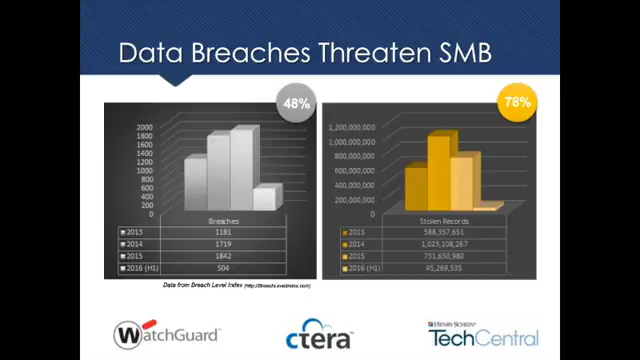 Data Breaches Threaten SMB
48%
2000
1800
1600
1400
1200
1000
800
600
400
200
0
Breaches
2013 1181
2014 1719
2015 1842
2016 (H1) 504
78%
1,200,000,000
1,000,000,000
800,000,000
600,000,000
400,000,000
200,000,000
0
Stolen Records
2013 588,357,651
2014 1,023,108,267
2015 731,650,980
2016 (H1) 45,269,535
Data from Breach Level Index (http://breachlevelindex.com)
WatchGuard
ctera
HENRY SCHEIN
TechCentral